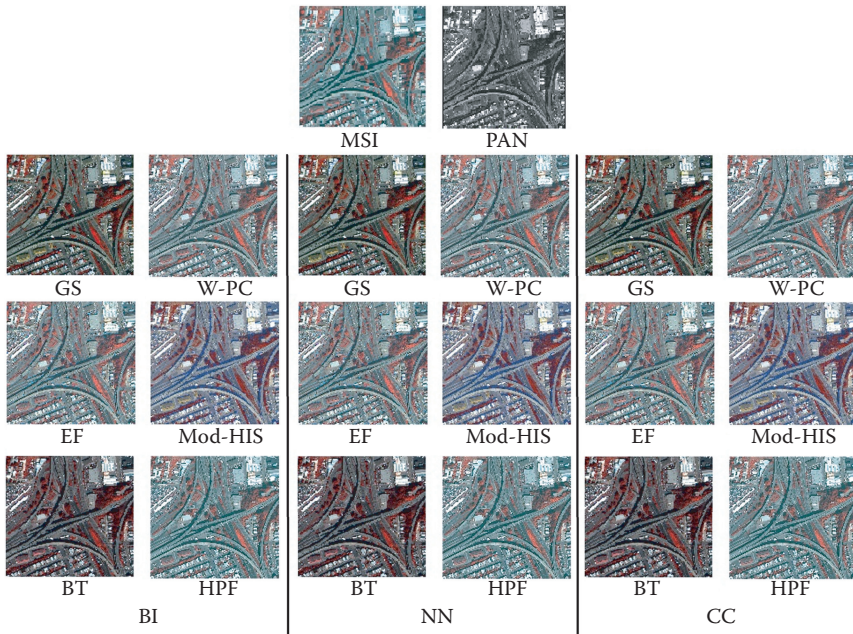 MSI PAN
GS W-PC GS W-PC GS W-PC
EF Mod-HIS EF Mod-HIS EF Mod-HIS
BT HPF BT HPF BT HPF
BI NN CC